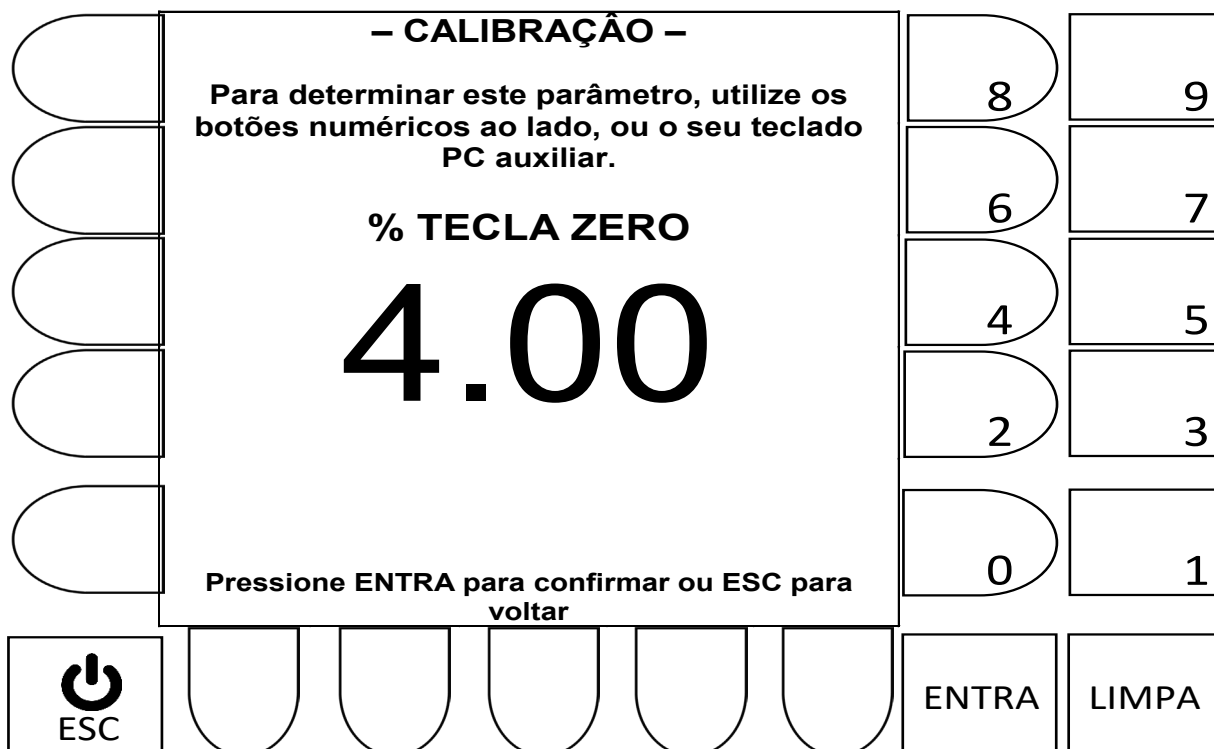 – CALIBRAÇÂO –
Para determinar este parâmetro, utilize os
botões numéricos ao lado, ou o seu teclado
PC auxiliar.
% TECLA ZERO
4.00
Pressione ENTRA para confirmar ou ESC para
voltar
8
9
6
7
4
5
2
3
0
1
ESC
ENTRA
LIMPA